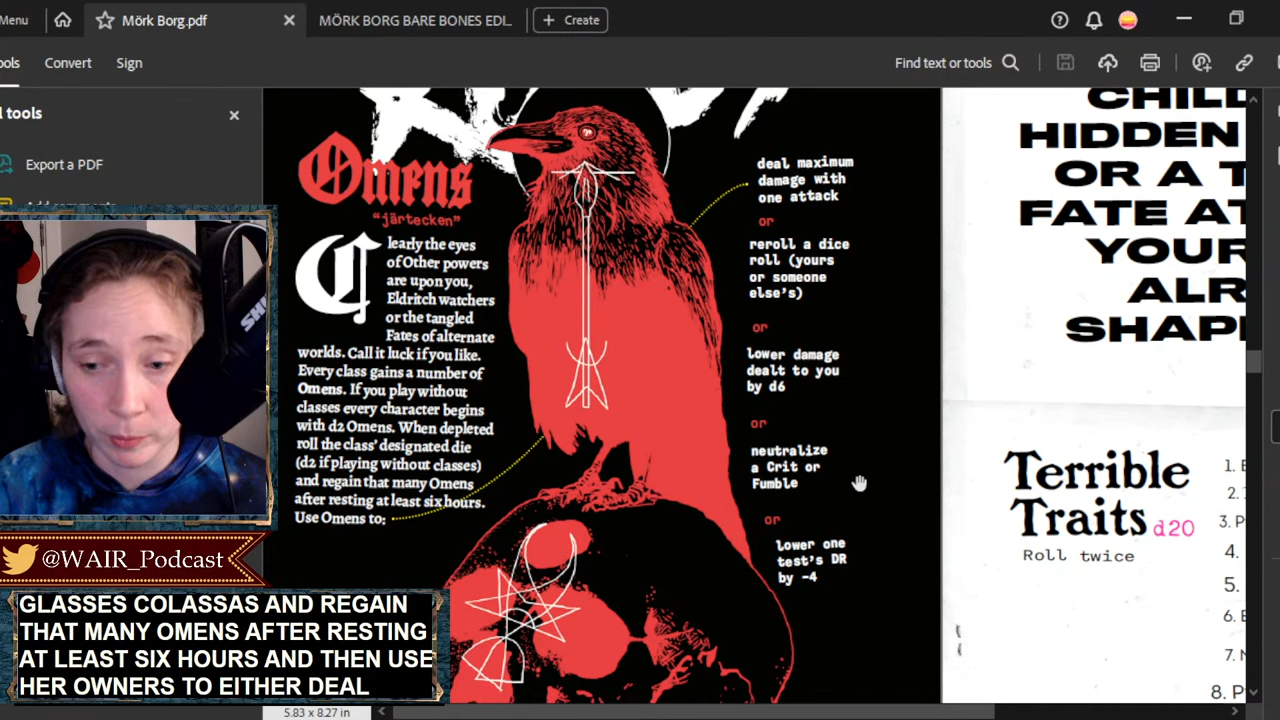 Menu
Mörk Borg.pdf
MÖRK BORG BARE BONES EDI...
Create
ools
Convert
Sign
Find text or tools
l tools
Export a PDF
Omens
"järtecken"
Clearly the eyes
of Other powers
are upon you,
Eldritch watchers
or the tangled
Fates of alternate
worlds. Call it luck if you like.
Every class gains a number of
Omens. If you play without
classes every character begins
with d2 Omens. When depleted
roll the class' designated die
(d2 if playing without classes)
and regain that many Omens
after resting at least six hours.
Use Omens to:
deal maximum
damage with
one attack
or
reroll a dice
roll (yours
or someone
else's)
or
lower damage
dealt to you
by d6
or
neutralize
a Crit or
Fumble
or
lower one
test's DR
by -4
CHILD
HIDDEN
OR A T
FATE AT
YOUR
ALR
SHAP
Terrible
Traits d20
Roll twice
1.
2.
3. P
4.
5.
6.
7.
8. P
@WAIR_Podcast
GLASSES COLASSAS AND REGAIN
THAT MANY OMENS AFTER RESTING
AT LEAST SIX HOURS AND THEN USE
HER OWNERS TO EITHER DEAL
5.83 x 8.27 in